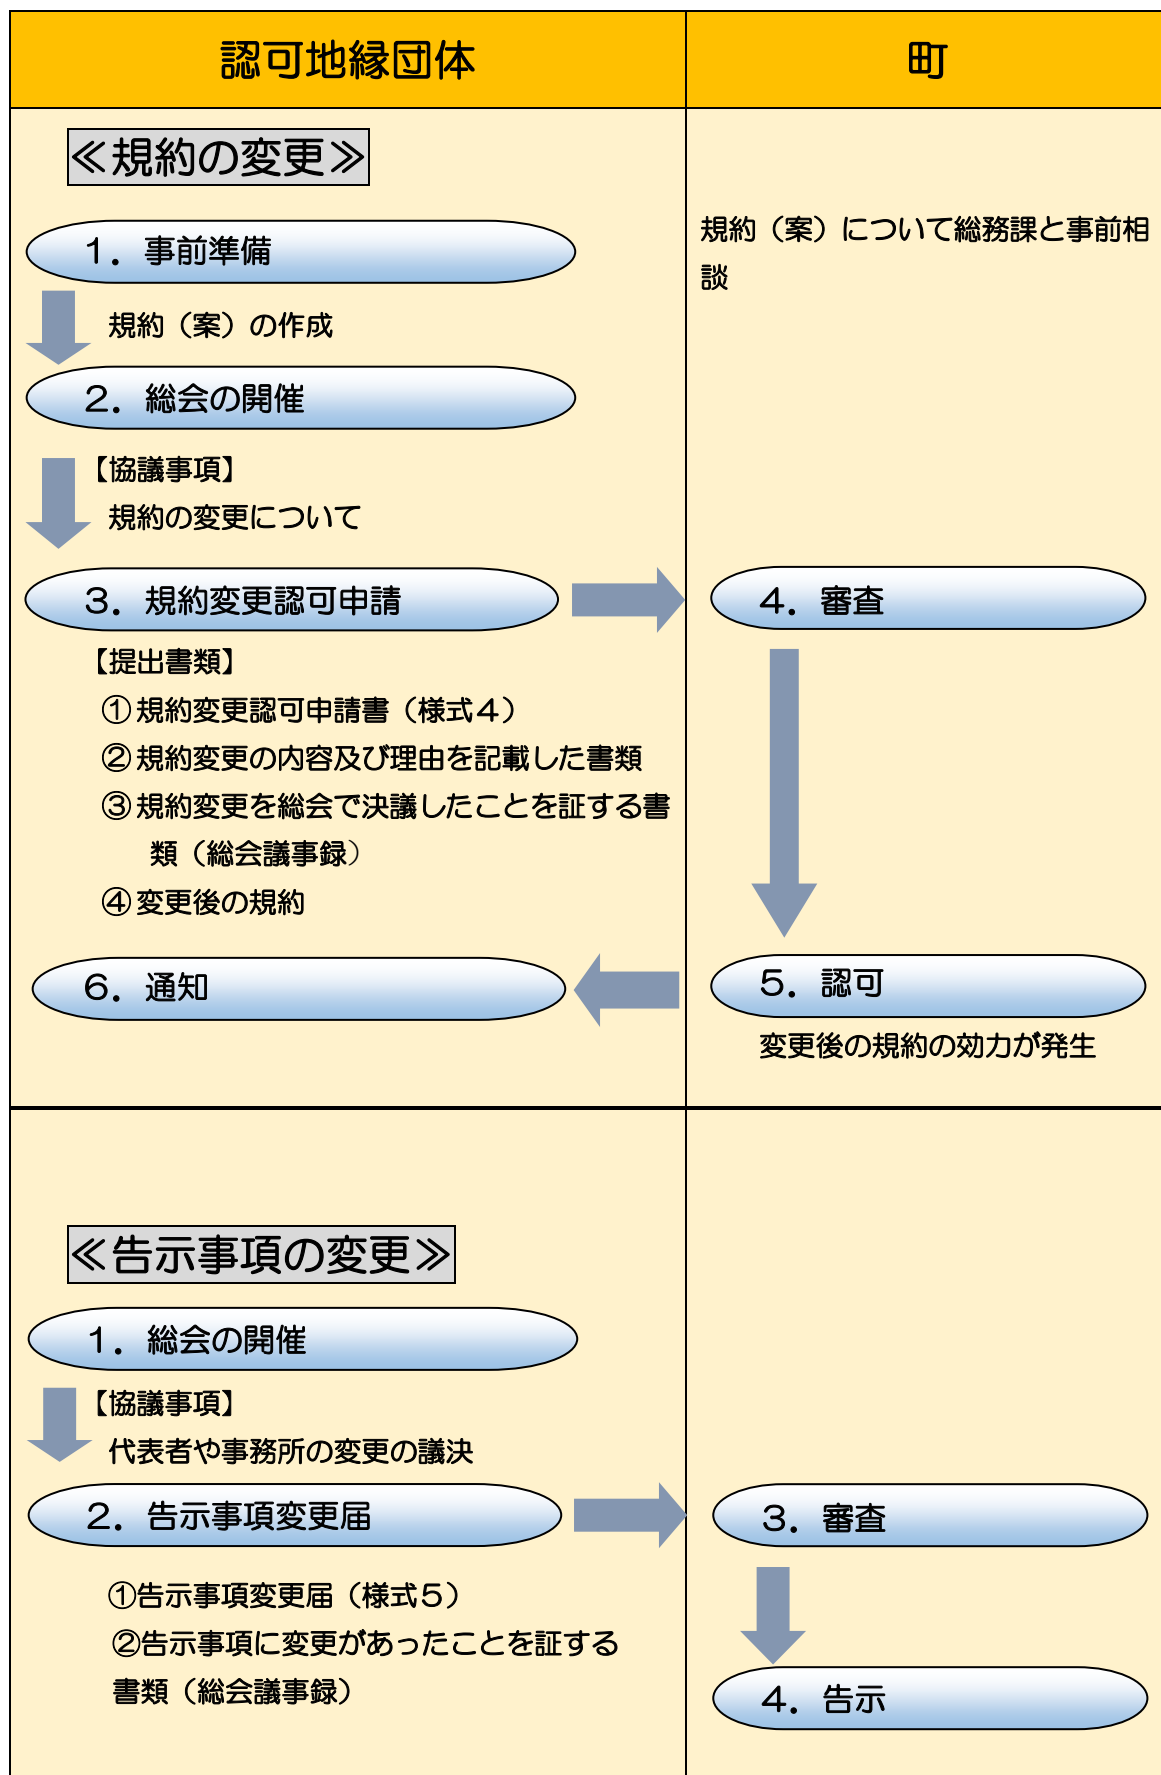 認可地縁団体
町
≪規約の変更≫
１．事前準備
規約（案）について総務課と事前相
談
規約（案）の作成
２．総会の開催
【協議事項】
規約の変更について
３．規約変更認可申請
４．審査
【提出書類】
①規約変更認可申請書（様式４）
②規約変更の内容及び理由を記載した書類
③規約変更を総会で決議したことを証する書
類（総会議事録）
④変更後の規約
６．通知
５．認可
変更後の規約の効力が発生
≪告示事項の変更≫
１．総会の開催
【協議事項】
代表者や事務所の変更の議決
２．告示事項変更届
３．審査
①告示事項変更届（様式５）
②告示事項に変更があったことを証する
書類（総会議事録）
４．告示